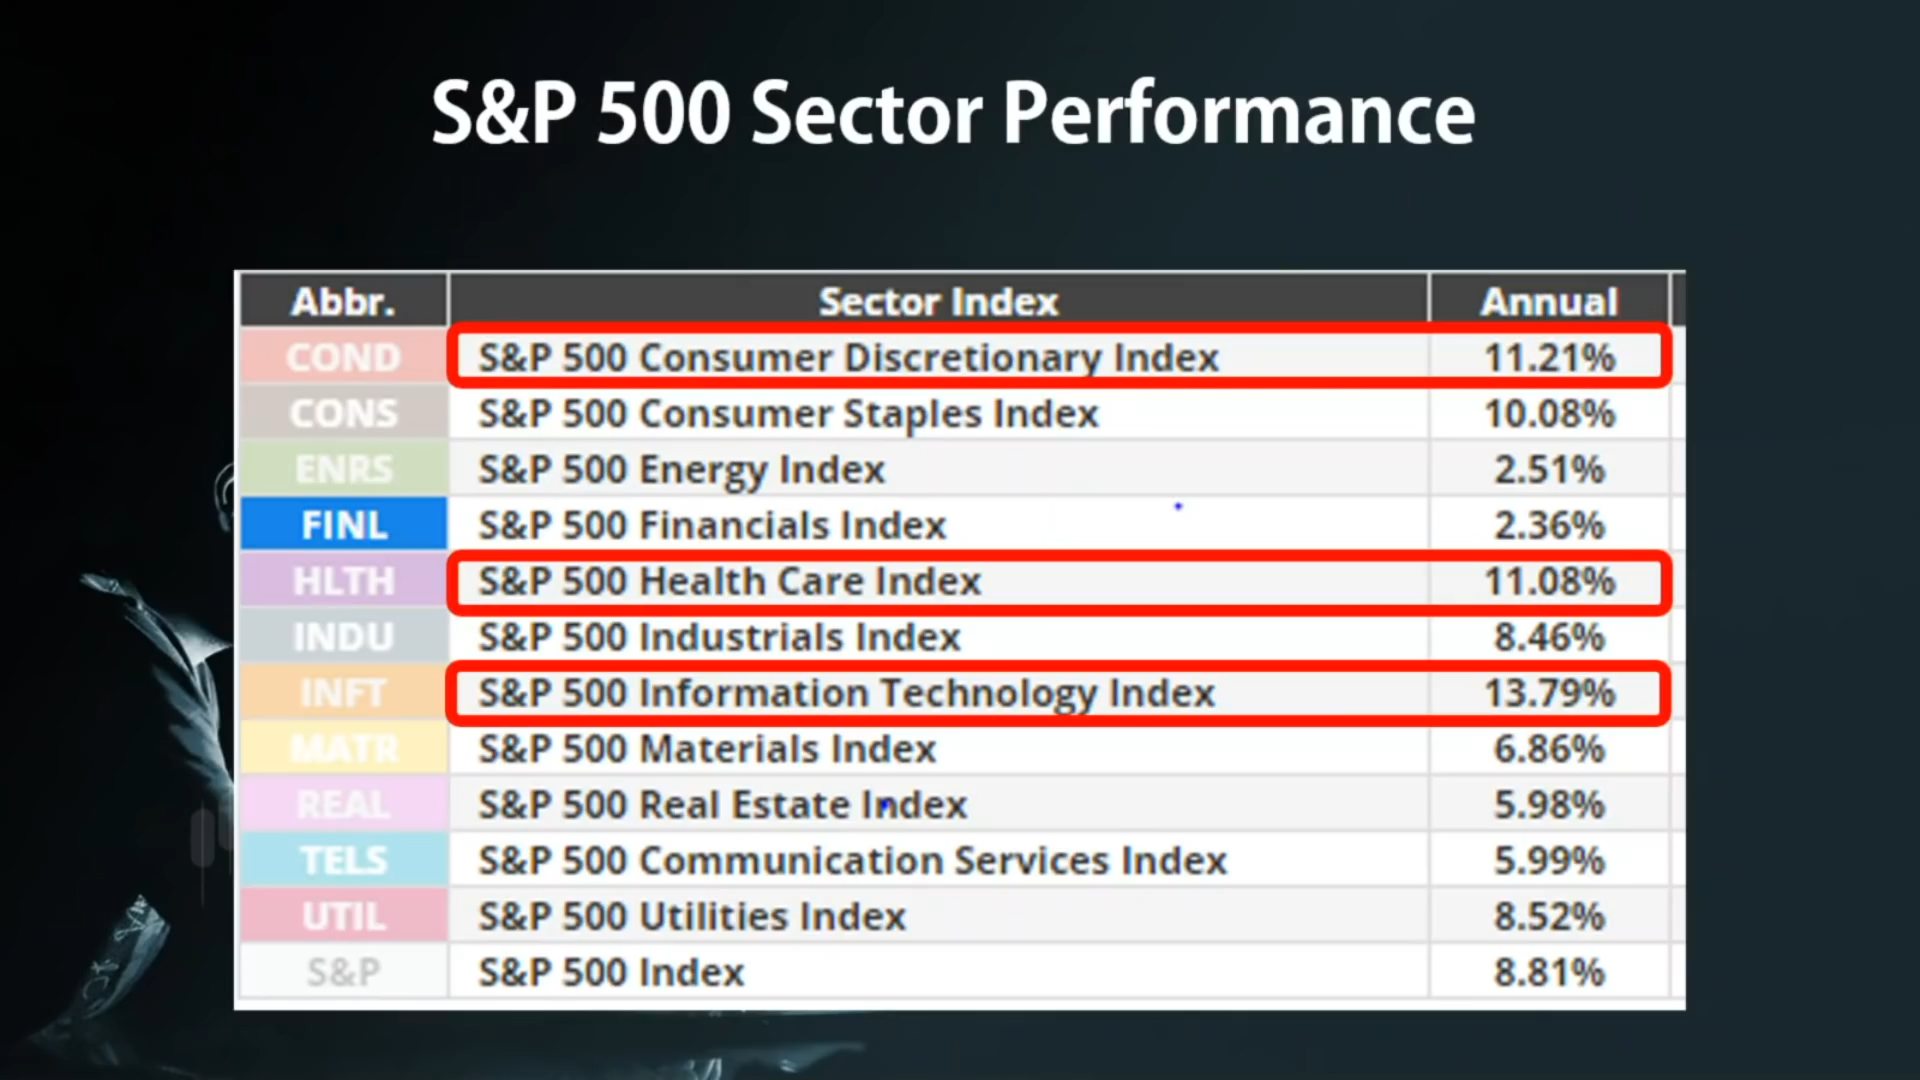 S&P 500 Sector Performance
Abbr. Sector Index Annual
COND S&P 500 Consumer Discretionary Index 11.21%
CONS S&P 500 Consumer Staples Index 10.08%
ENRS S&P 500 Energy Index 2.51%
FINL S&P 500 Financials Index 2.36%
HLTH S&P 500 Health Care Index 11.08%
INDU S&P 500 Industrials Index 8.46%
INFT S&P 500 Information Technology Index 13.79%
MATR S&P 500 Materials Index 6.86%
REAL S&P 500 Real Estate Index 5.98%
TELS S&P 500 Communication Services Index 5.99%
UTIL S&P 500 Utilities Index 8.52%
S&P S&P 500 Index 8.81%